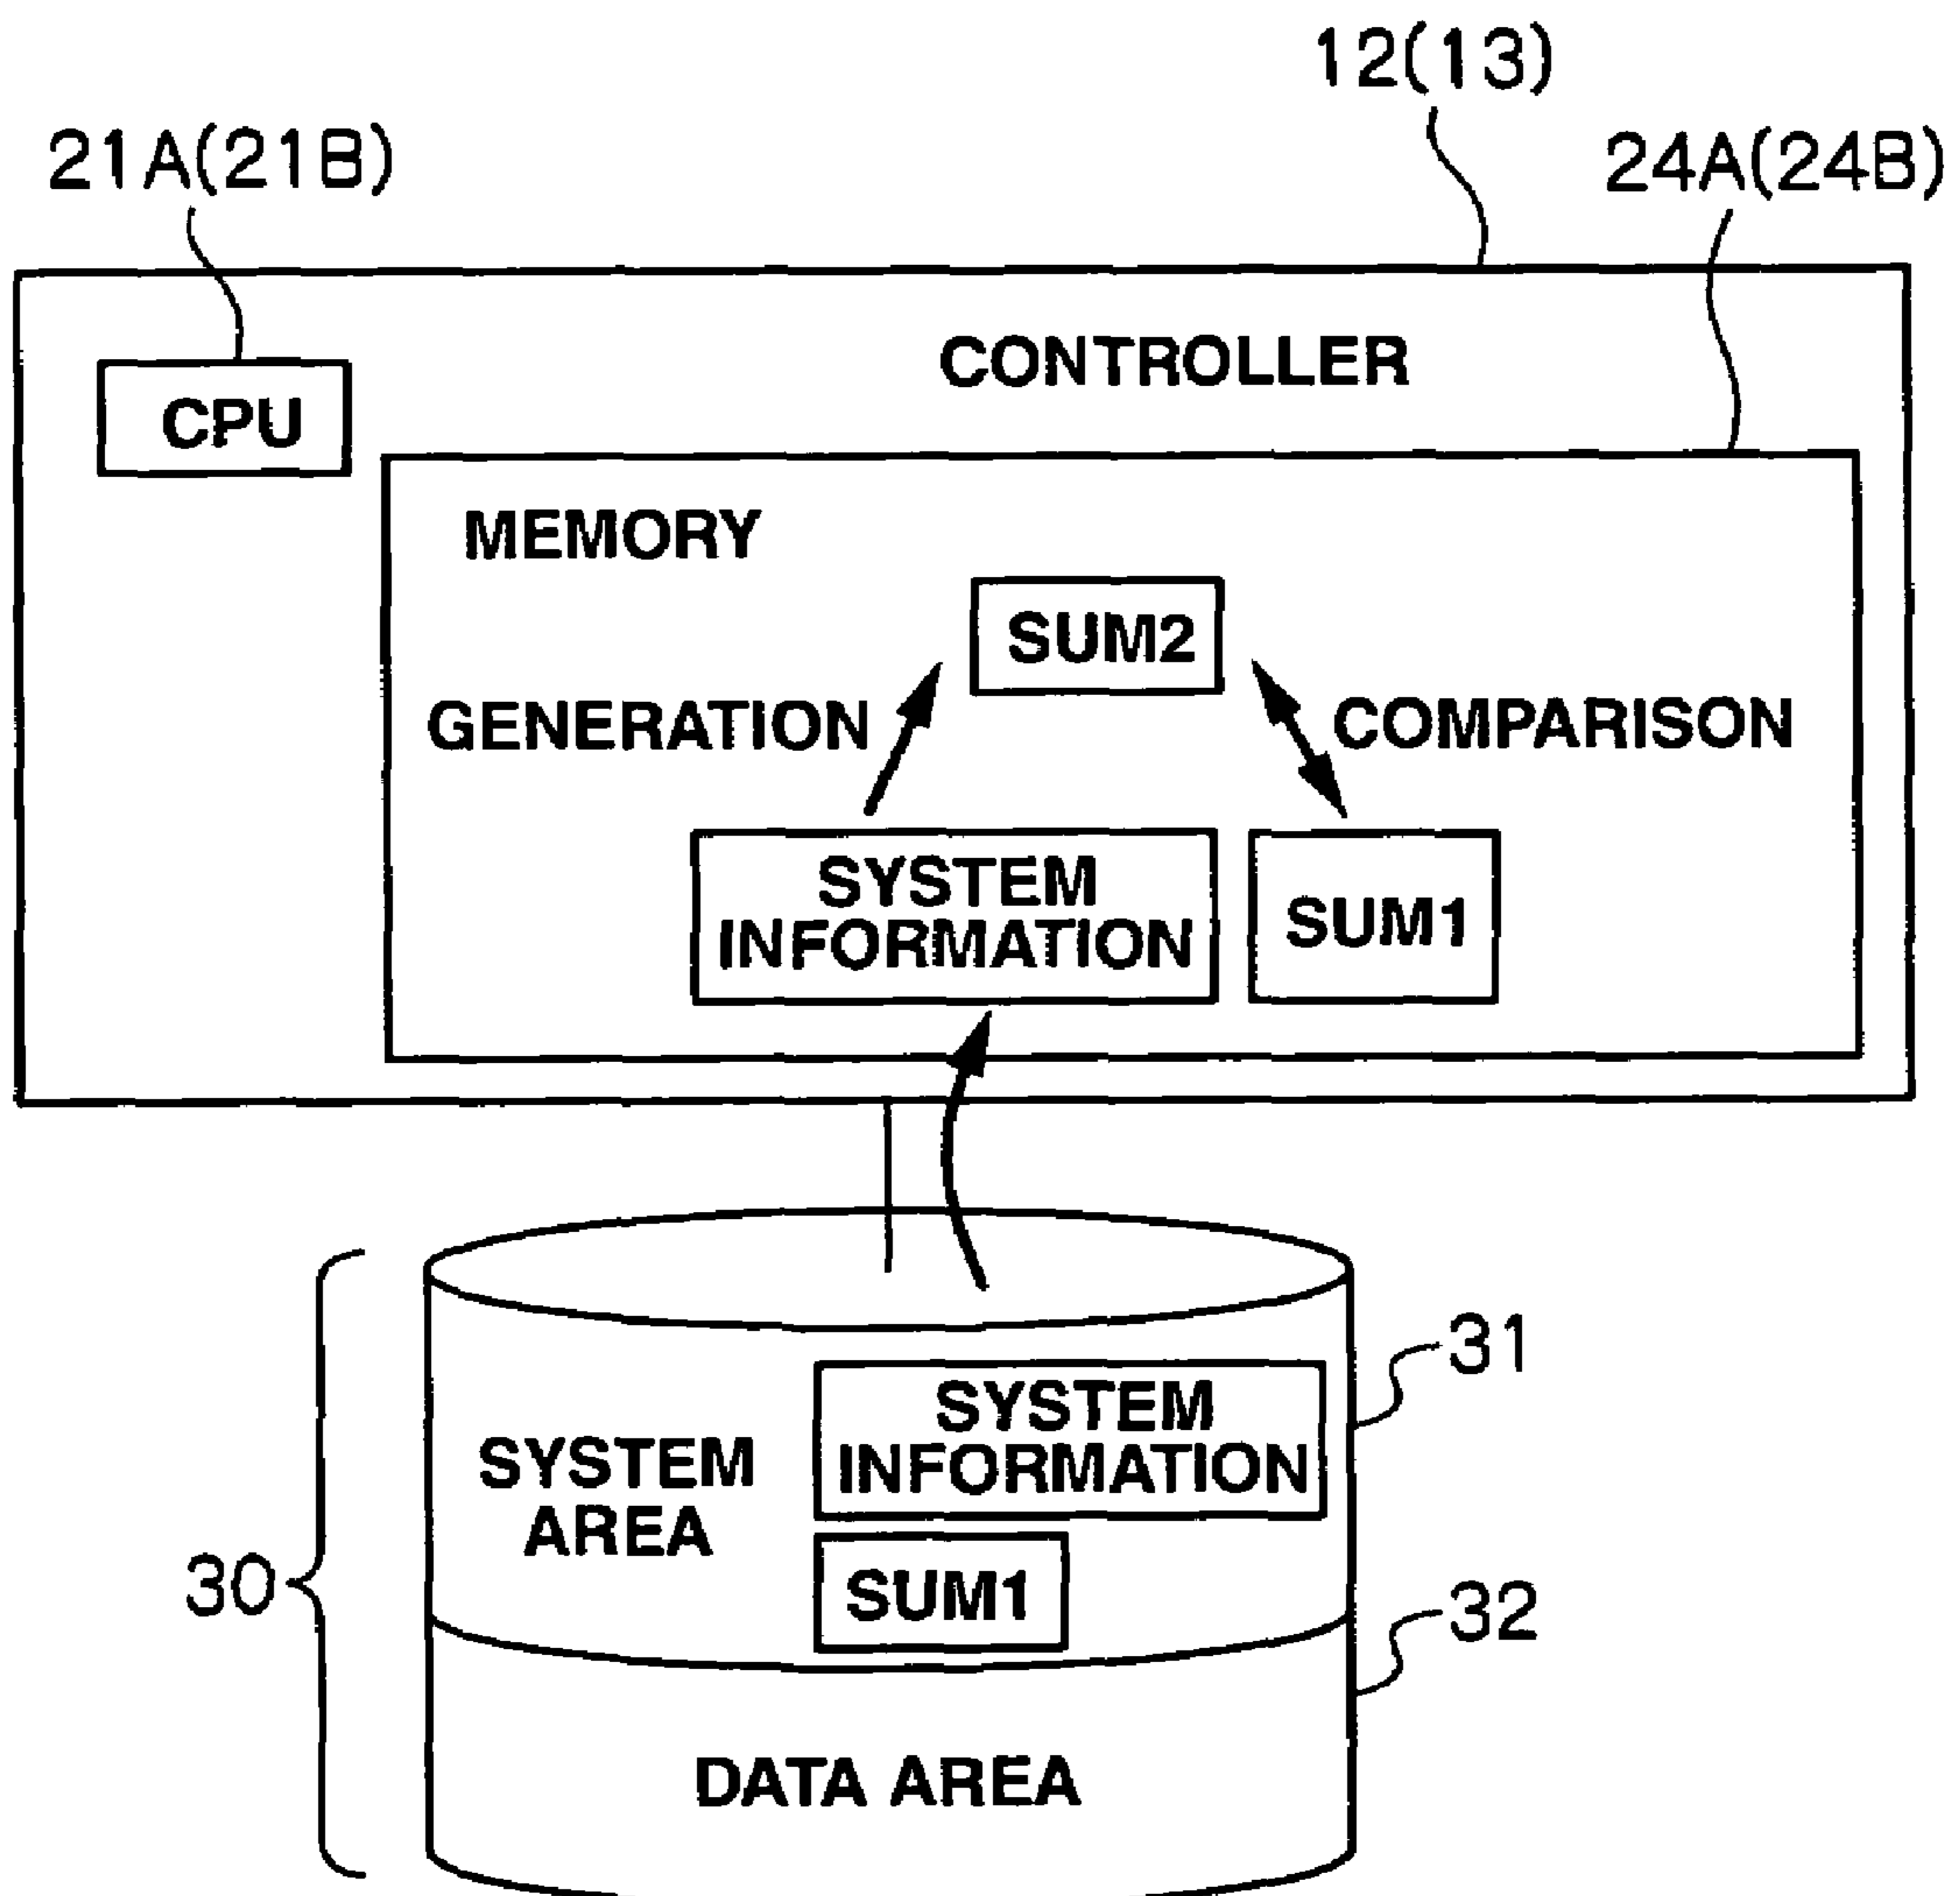 12(13)
21A(21B)
24A(24B)
CONTROLLER
CPU
MEMORY
SUM2
GENERATION
COMPARISON
SYSTEM
INFORMATION
SUM1
31
SYSTEM
INFORMATION
SYSTEM
AREA
SUM1
30
32
DATA AREA